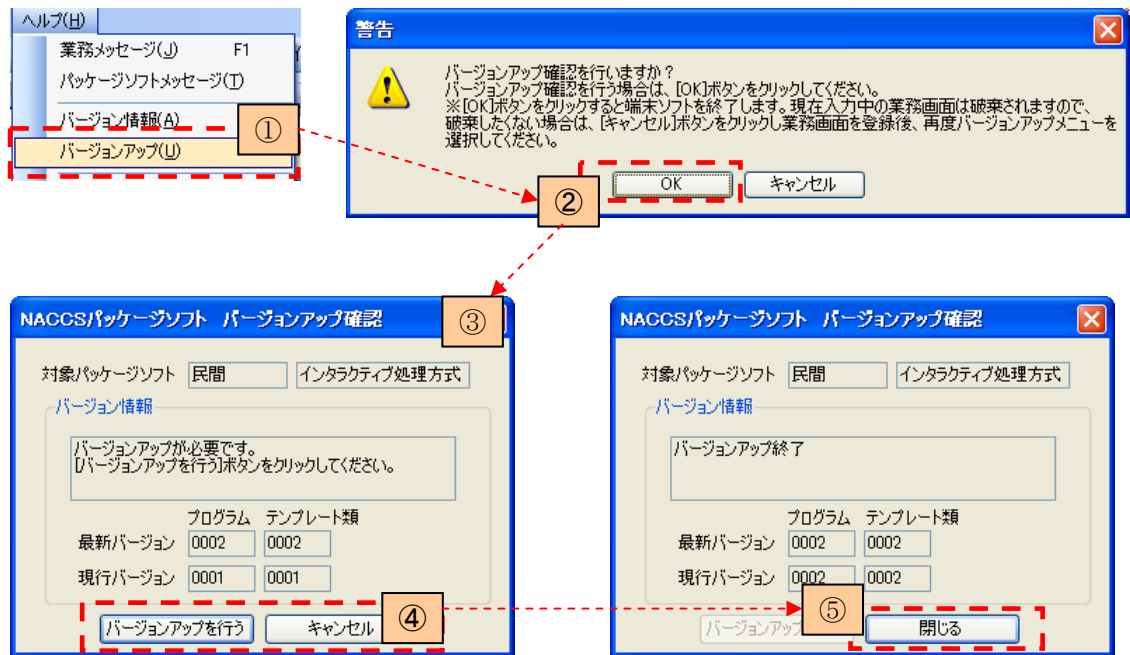 ヘルプ(H)
業務メッセージ(J) F1
パッケージソフトメッセージ(T)
バージョン情報(A)
バージョンアップ(U)
①
警告
バージョンアップ確認を行いますか？
バージョンアップ確認を行う場合は、[OK]ボタンをクリックしてください。
※[OK]ボタンをクリックすると端末ソフトを終了します。現在入力中の業務画面は破棄されますので、
破棄したくない場合は、[キャンセル]ボタンをクリックし業務画面を登録後、再度バージョンアップメニューを
選択してください。
OK キャンセル
②
③
NACCSパッケージソフト バージョンアップ確認
対象パッケージソフト 民間 インタラクティブ処理方式
バージョン情報
バージョンアップが必要です。
[バージョンアップを行う]ボタンをクリックしてください。
プログラム テンプレート類
最新バージョン 0002 0002
現行バージョン 0001 0001
バージョンアップを行う キャンセル
④
NACCSパッケージソフト バージョンアップ確認
対象パッケージソフト 民間 インタラクティブ処理方式
バージョン情報
バージョンアップ終了
プログラム テンプレート類
最新バージョン 0002 0002
現行バージョン 0002 0002
⑤
バージョンアップ 閉じる